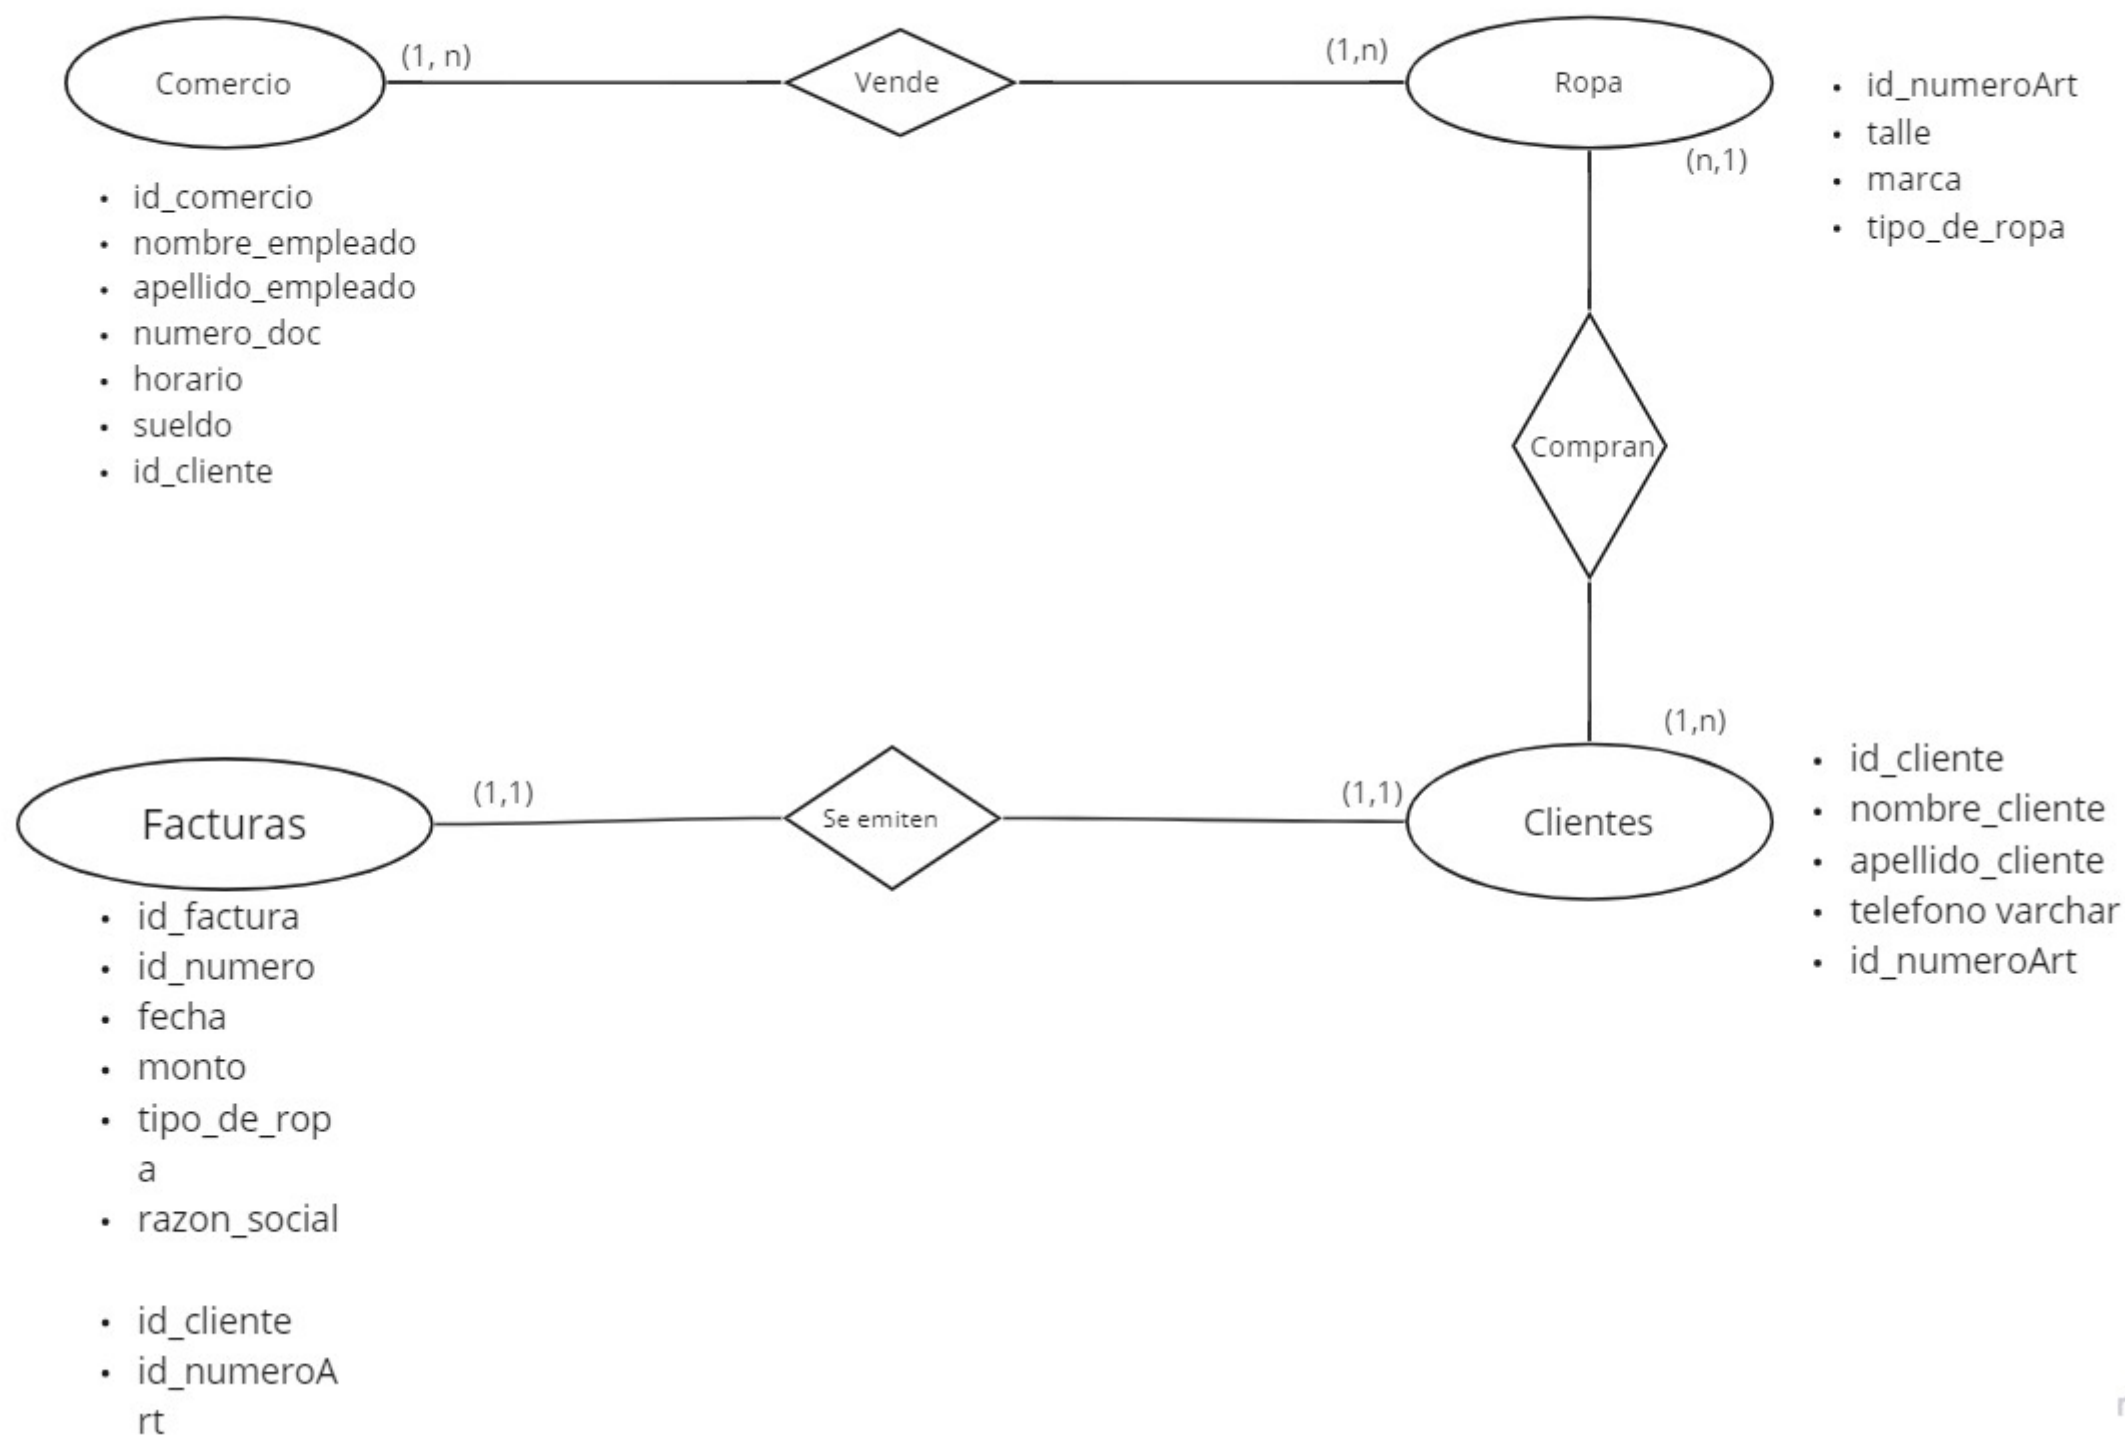 Comercio
(1, n)
Vende
(1,n)
Ropa
(n,1)
• id_numeroArt
• talle
• marca
• tipo_de_ropa
• id_comercio
• nombre_empleado
• apellido_empleado
• numero_doc
• horario
• sueldo
• id_cliente
Compran
(1,n)
Facturas
(1,1)
Se emiten
(1,1)
Clientes
• id_cliente
• nombre_cliente
• apellido_cliente
• telefono varchar
• id_numeroArt
• id_factura
• id_numero
• fecha
• monto
• tipo_de_rop
a
• razon_social
• id_cliente
• id_numeroA
rt